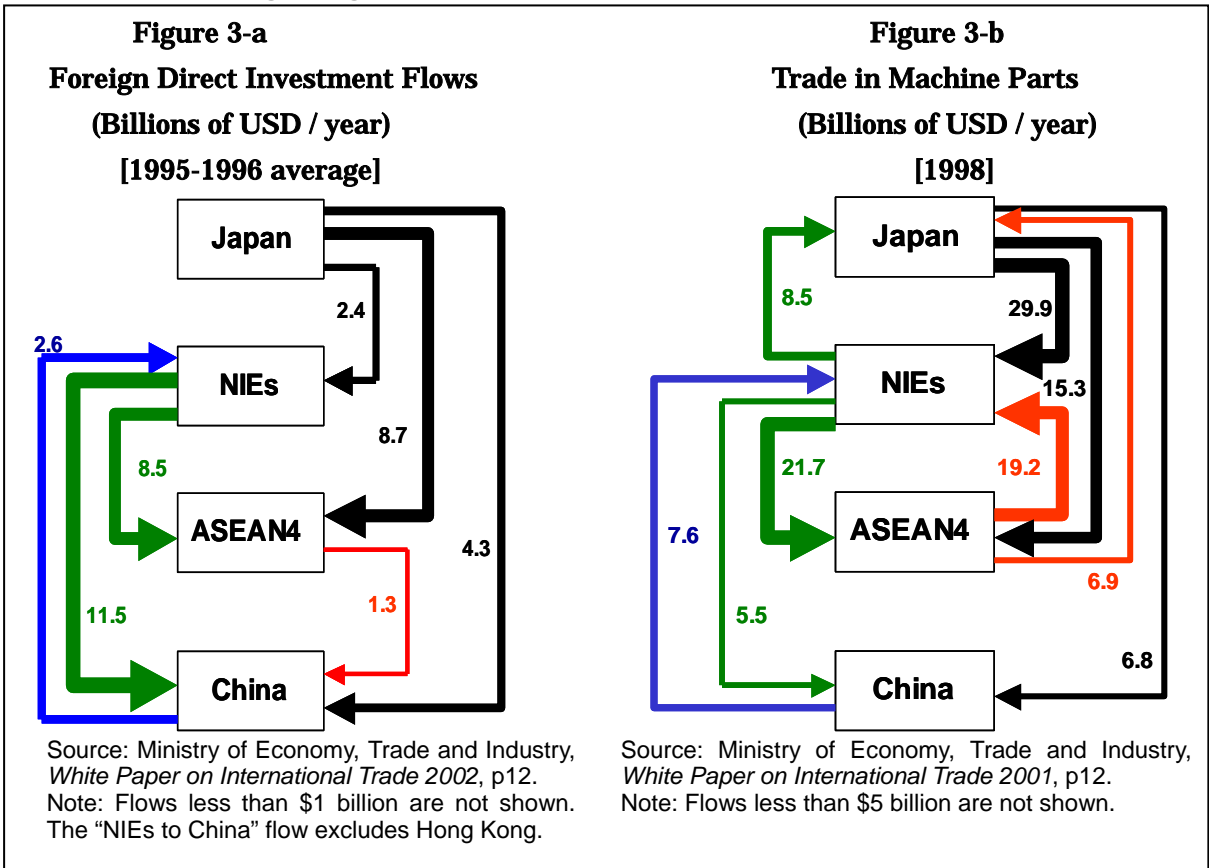 Figure 3-a
Foreign Direct Investment Flows
(Billions of USD / year)
[1995-1996 average]
Japan
2.4
2.6
NIEs
8.7
8.5
ASEAN4
4.3
1.3
11.5
China
Source: Ministry of Economy, Trade and Industry,
White Paper on International Trade 2002, p12.
Note: Flows less than $1 billion are not shown.
The “NIEs to China” flow excludes Hong Kong.
Figure 3-b
Trade in Machine Parts
(Billions of USD / year)
[1998]
Japan
8.5
29.9
NIEs
15.3
21.7
19.2
ASEAN4
7.6
6.9
5.5
6.8
China
Source: Ministry of Economy, Trade and Industry,
White Paper on International Trade 2001, p12.
Note: Flows less than $5 billion are not shown.